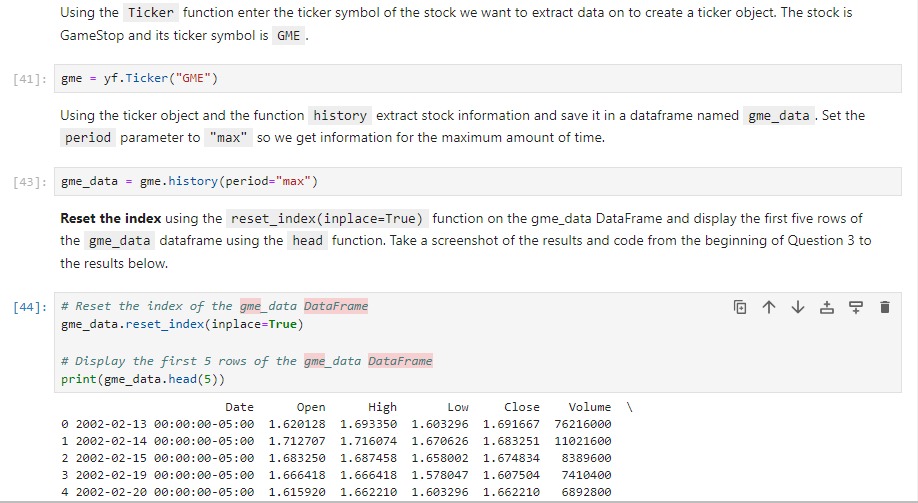 Using the Ticker function enter the ticker symbol of the stock we want to extract data on to create a ticker object. The stock is
GameStop and its ticker symbol is GME .
[41]: gme = yf.Ticker("GME")
Using the ticker object and the function history extract stock information and save it in a dataframe named gme_data . Set the
period parameter to "max" so we get information for the maximum amount of time.
[43]: gme_data = gme.history(period="max")
Reset the index using the reset_index(inplace=True) function on the gme_data DataFrame and display the first five rows of
the gme_data dataframe using the head function. Take a screenshot of the results and code from the beginning of Question 3 to
the results below.
[44]: # Reset the index of the gme_data DataFrame
gme_data.reset_index(inplace=True)
# Display the first 5 rows of the gme_data DataFrame
print(gme_data.head(5))
Date Open High Low Close Volume \
0 2002-02-13 00:00:00-05:00 1.620128 1.693350 1.603296 1.691667 76216000
1 2002-02-14 00:00:00-05:00 1.712707 1.716074 1.670626 1.683251 11021600
2 2002-02-15 00:00:00-05:00 1.683250 1.687458 1.658002 1.674834 8389600
3 2002-02-19 00:00:00-05:00 1.666418 1.666418 1.578047 1.607504 7410400
4 2002-02-20 00:00:00-05:00 1.615920 1.662210 1.603296 1.662210 6892800